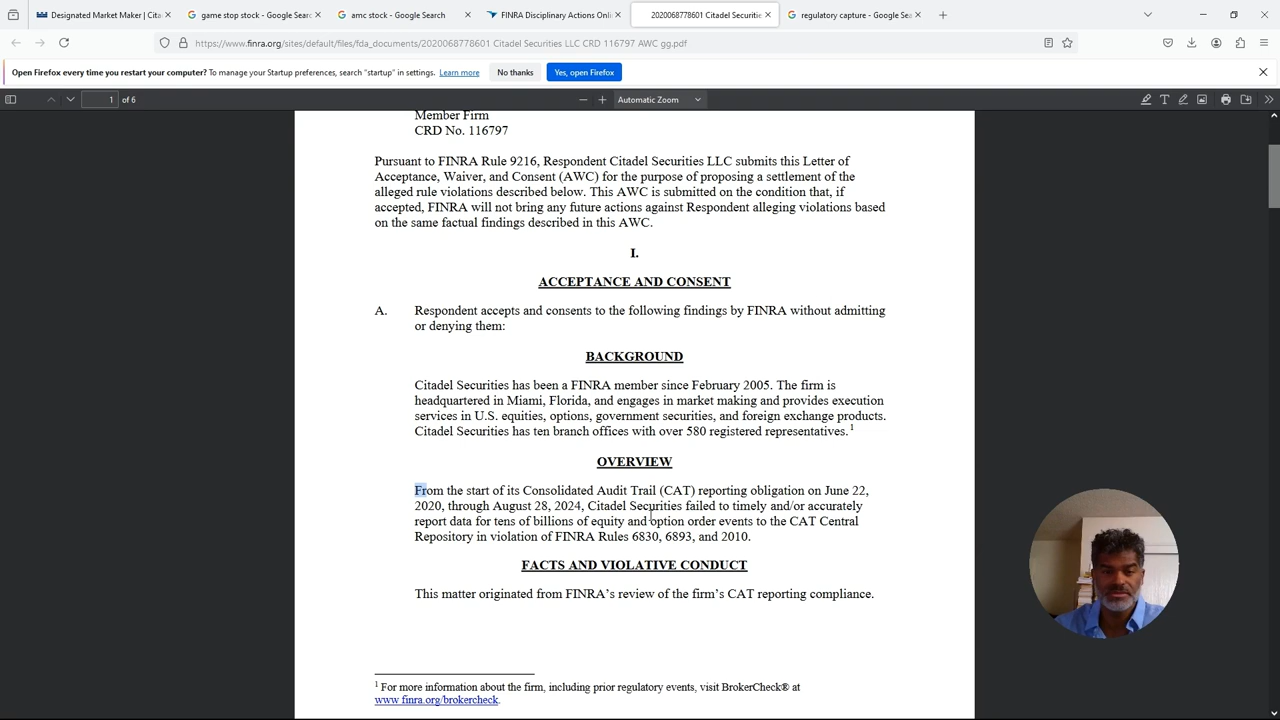 Designated Market Maker | Cita
game stop stock - Google Searc
amc stock - Google Search
FINRA Disciplinary Actions Onli
2020068778601 Citadel Securitie
regulatory capture - Google Sea
https://www.finra.org/sites/default/files/fda_documents/2020068778601 Citadel Securities LLC CRD 116797 AWC gg.pdf
Open Firefox every time you restart your computer? To manage your Startup preferences, search “startup” in settings. Learn more No thanks Yes, open Firefox
1 of 6 Automatic Zoom
Member Firm
CRD No. 116797
Pursuant to FINRA Rule 9216, Respondent Citadel Securities LLC submits this Letter of
Acceptance, Waiver, and Consent (AWC) for the purpose of proposing a settlement of the
alleged rule violations described below. This AWC is submitted on the condition that, if
accepted, FINRA will not bring any future actions against Respondent alleging violations based
on the same factual findings described in this AWC.
I.
ACCEPTANCE AND CONSENT
A. Respondent accepts and consents to the following findings by FINRA without admitting
or denying them:
BACKGROUND
Citadel Securities has been a FINRA member since February 2005. The firm is
headquartered in Miami, Florida, and engages in market making and provides execution
services in U.S. equities, options, government securities, and foreign exchange products.
Citadel Securities has ten branch offices with over 580 registered representatives. 1
OVERVIEW
From the start of its Consolidated Audit Trail (CAT) reporting obligation on June 22,
2020, through August 28, 2024, Citadel Securities failed to timely and/or accurately
report data for tens of billions of equity and option order events to the CAT Central
Repository in violation of FINRA Rules 6830, 6893, and 2010.
FACTS AND VIOLATIVE CONDUCT
This matter originated from FINRA’s review of the firm’s CAT reporting compliance.
1 For more information about the firm, including prior regulatory events, visit BrokerCheck® at
www.finra.org/brokercheck.